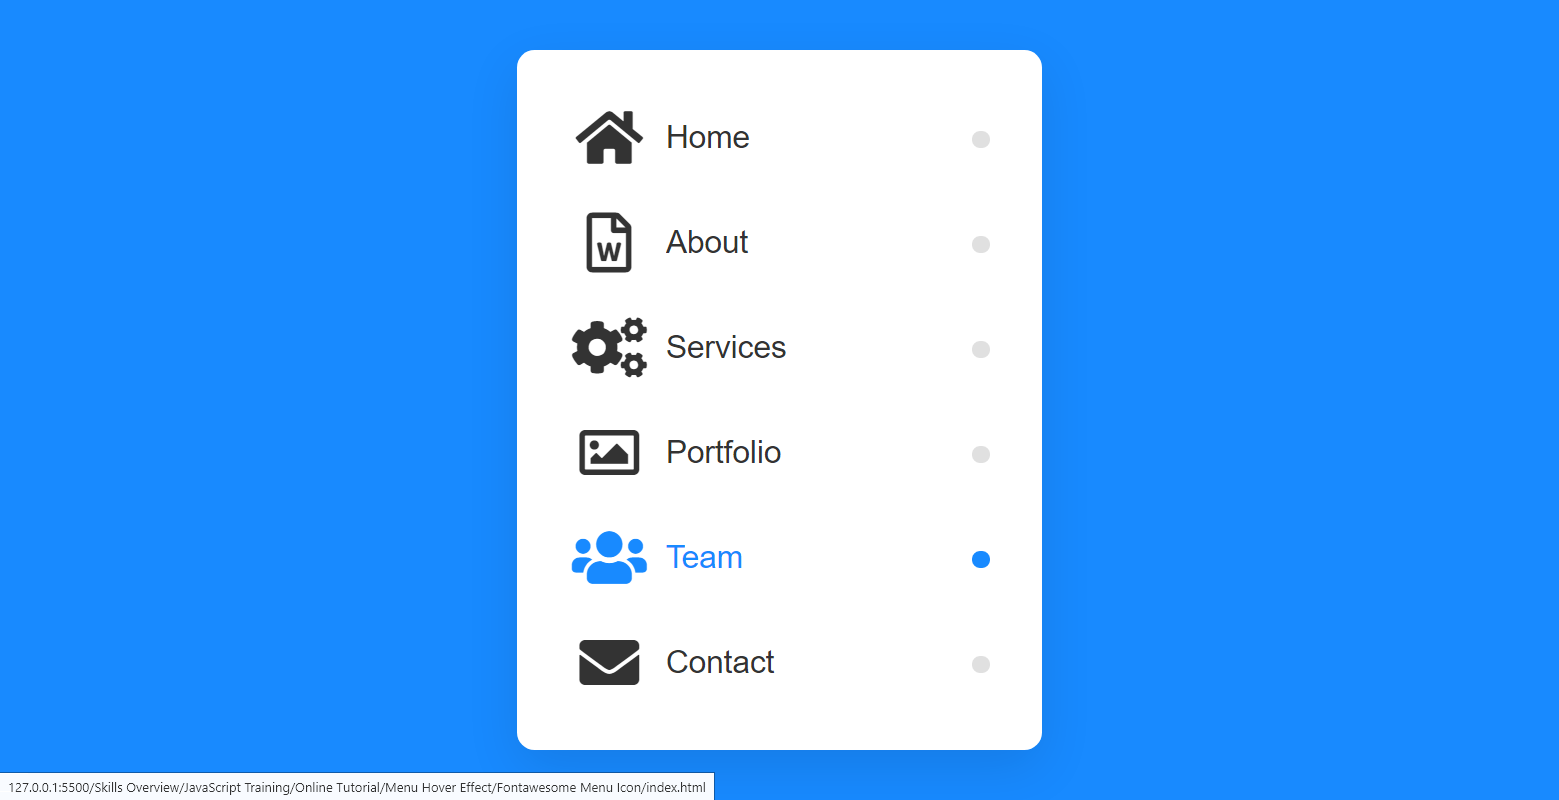 Home
About
W
Services
Portfolio
Team
Contact
127.0.0.1:5500/Skills Overview/JavaScript Training/Online Tutorial/Menu Hover Effect/Fontawesome Menu Icon/index.html